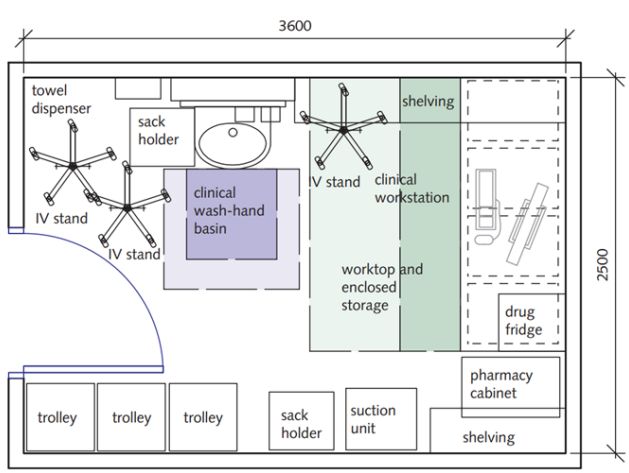 3600
towel
dispenser
sack
holder
shelving
IV stand
clinical
workstation
IV stand
clinical
wash-hand
basin
IV stand
worktop and
enclosed
storage
2500
drug
fridge
pharmacy
cabinet
trolley
trolley
trolley
sack
holder
suction
unit
shelving